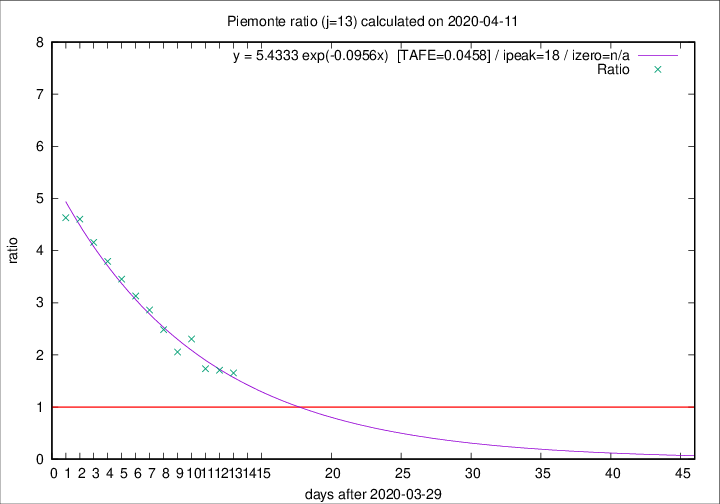 Piemonte ratio (j=13) calculated on 2020-04-11
y = 5.4333 exp(-0.0956x) [TAFE=0.0458] / ipeak=18 / izero=n/a
Ratio
8
7
6
5
4
3
2
1
0
ratio
0 1 2 3 4 5 6 7 8 9 10 11 12 13 14 15 20 25 30 35 40 45
days after 2020-03-29